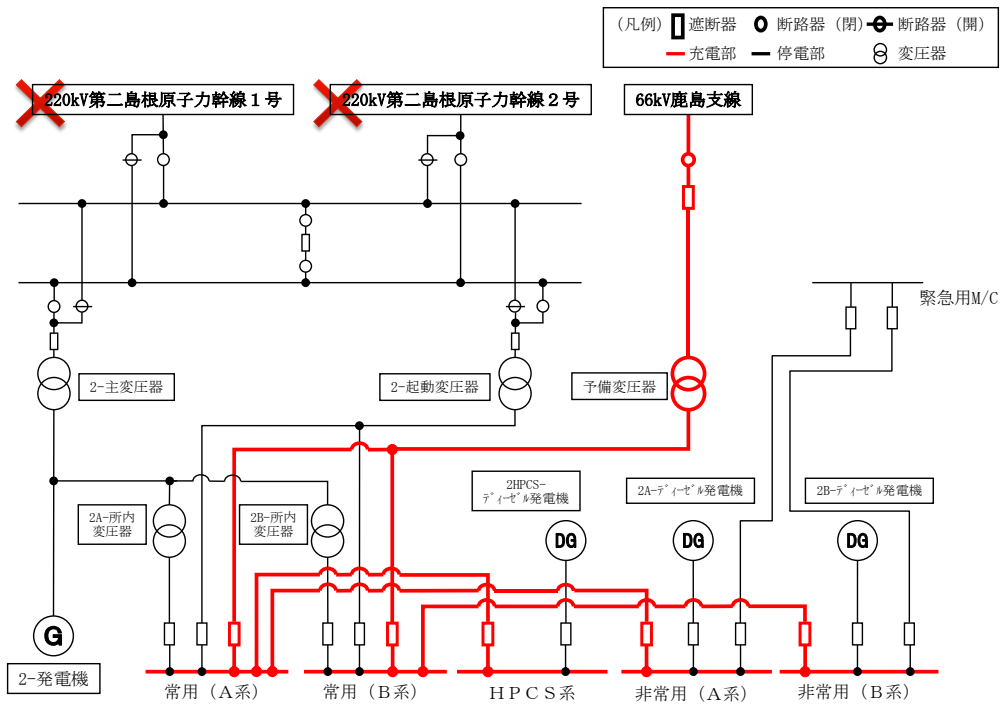 (凡例) 遮断器 断路器(閉) 断路器(開)
充電部 停電部 変圧器
220kV第二島根原子力幹線1号
220kV第二島根原子力幹線2号
66kV鹿島支線
緊急用M/C
2-主変圧器
2-起動変圧器
予備変圧器
2HPCS-
ディーゼル発電機
2A-ディーゼル発電機
2B-ディーゼル発電機
2A-所内
変圧器
2B-所内
変圧器
DG
DG
DG
G
2-発電機
常用(A系)
常用(B系)
HPCS系
非常用(A系)
非常用(B系)